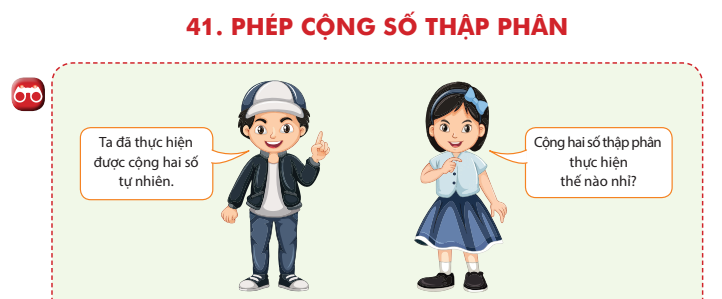 41. PHÉP CỘNG SỐ THẬP PHÂN
Ta đã thực hiện
được cộng hai số
tự nhiên.
Cộng hai số thập phân
thực hiện
thế nào nhỉ?